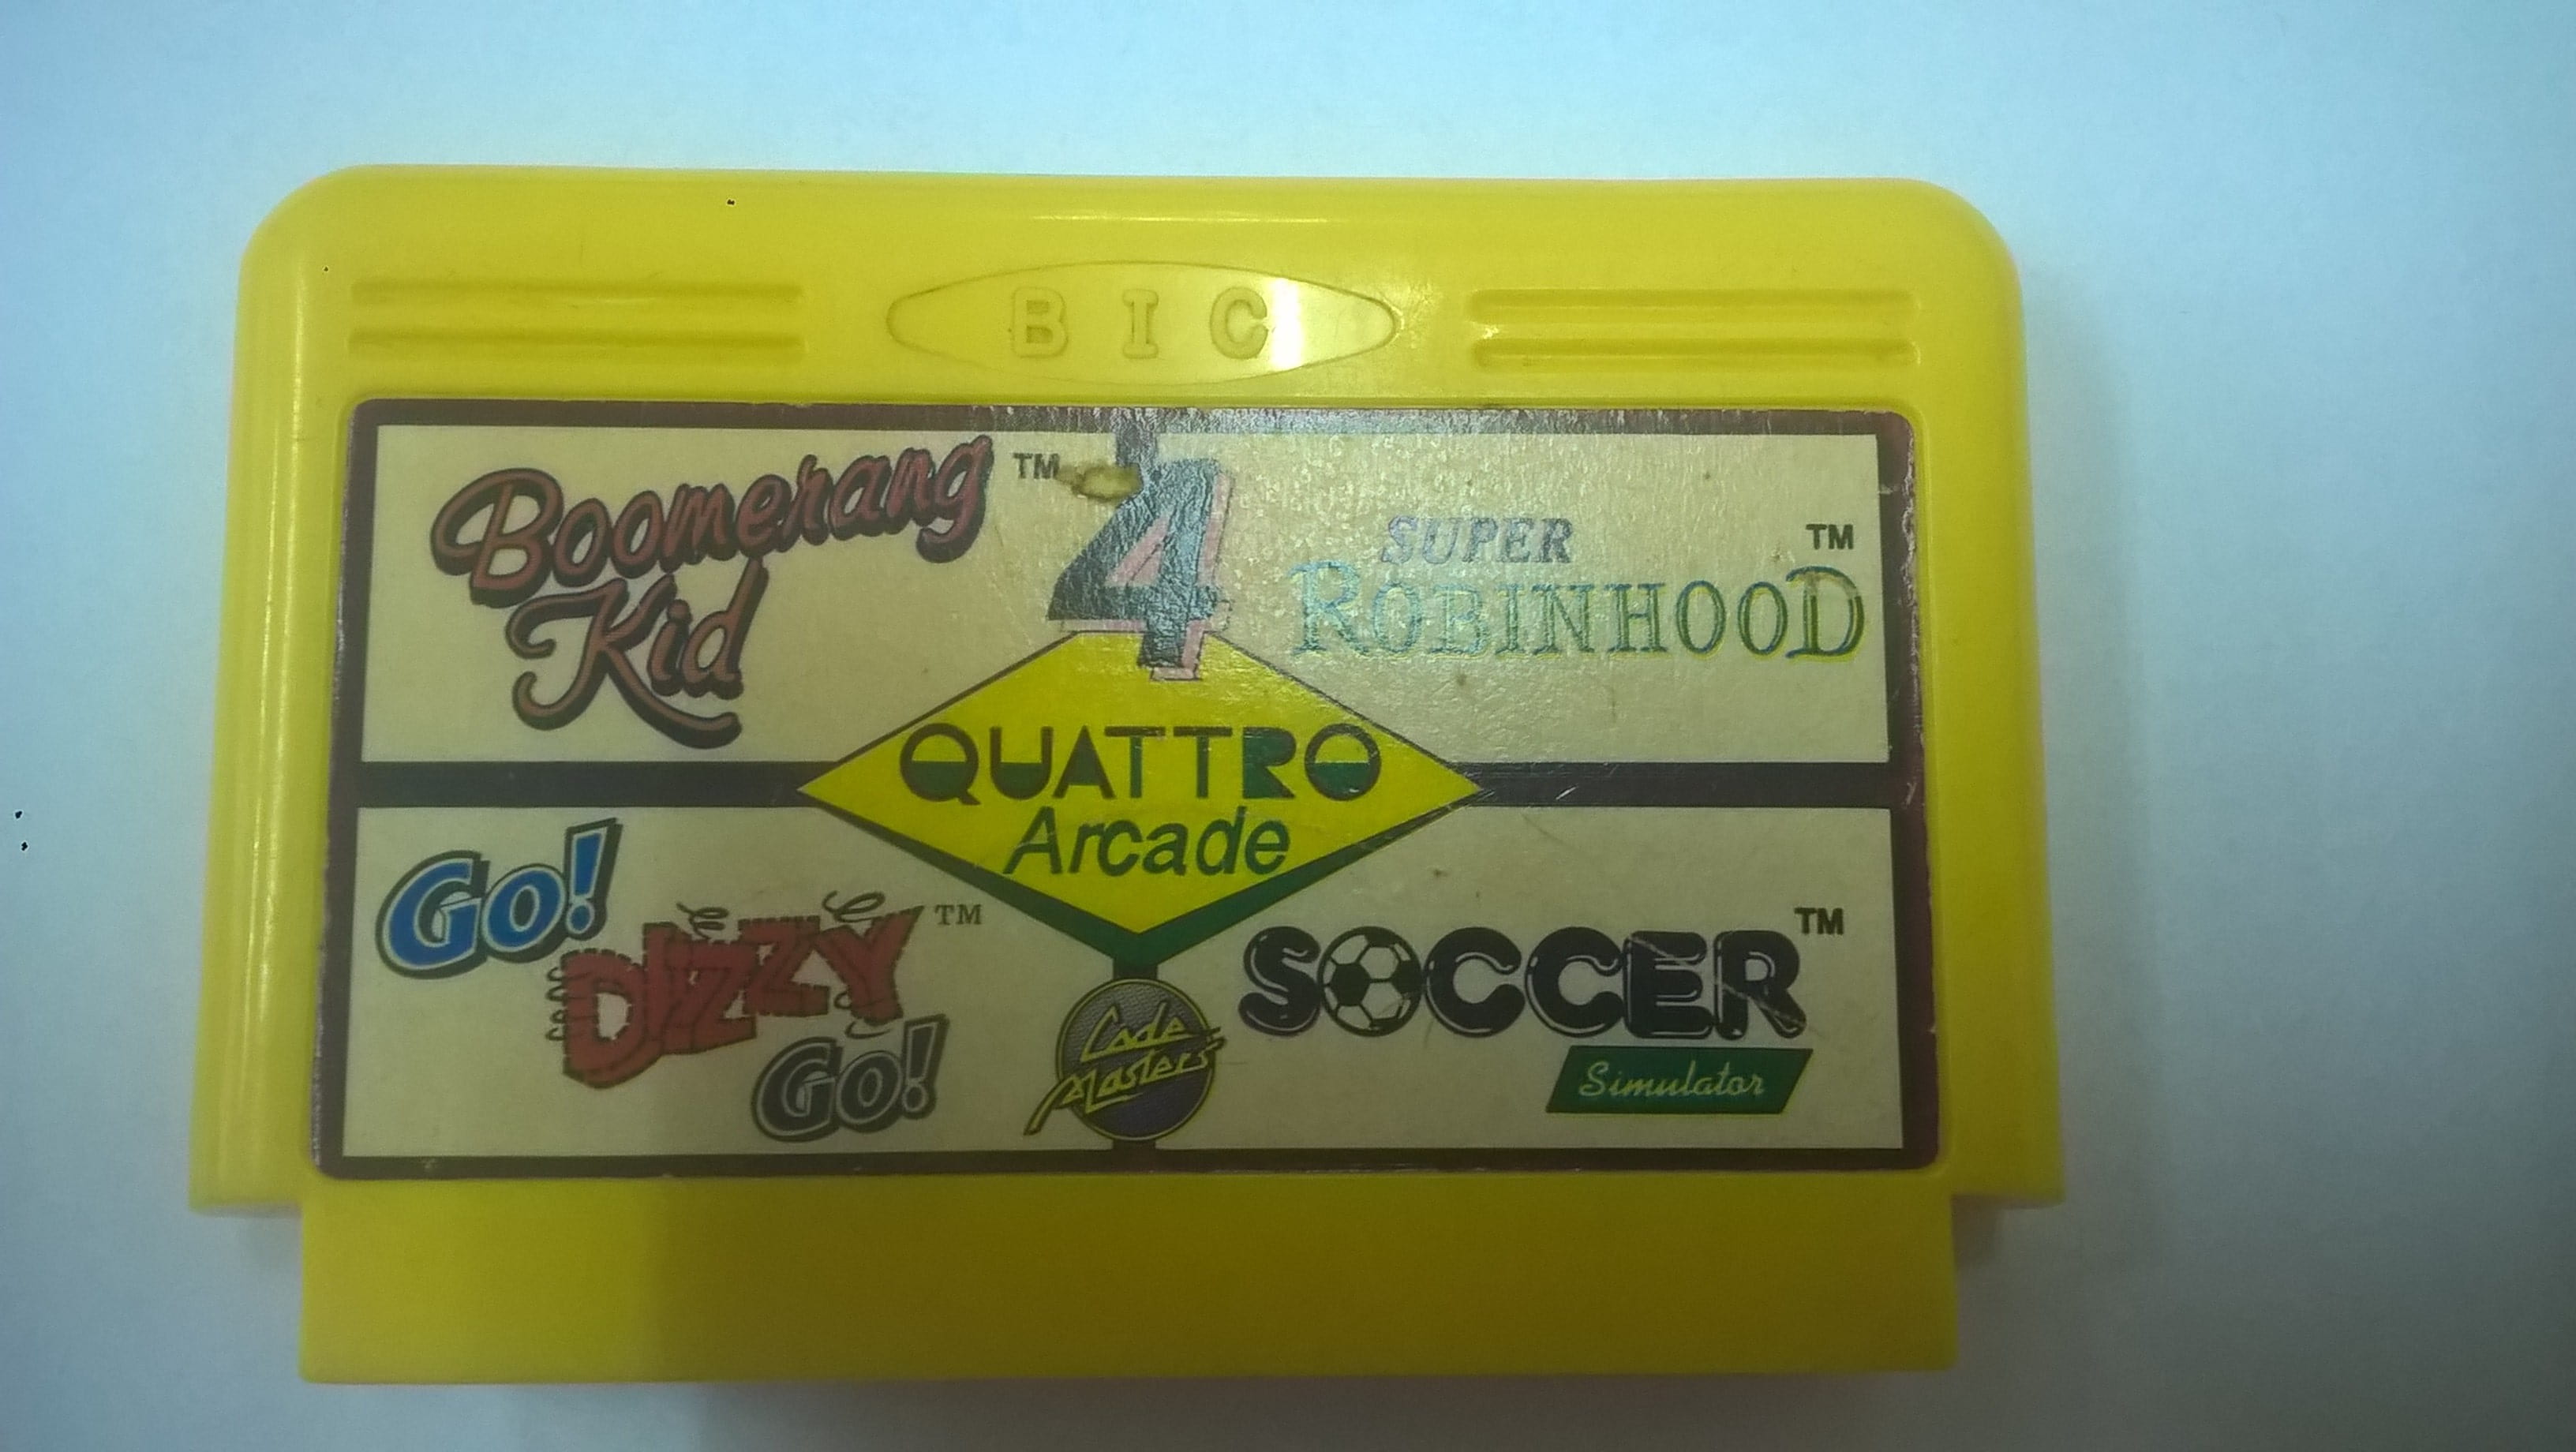 BIC
Boomerang TM
Kid
4
SUPER TM
ROBINHOOD
QUATTRO
Arcade
Go!
DIZZY TM
Go!
Code
Masters
SOCCER TM
Simulator